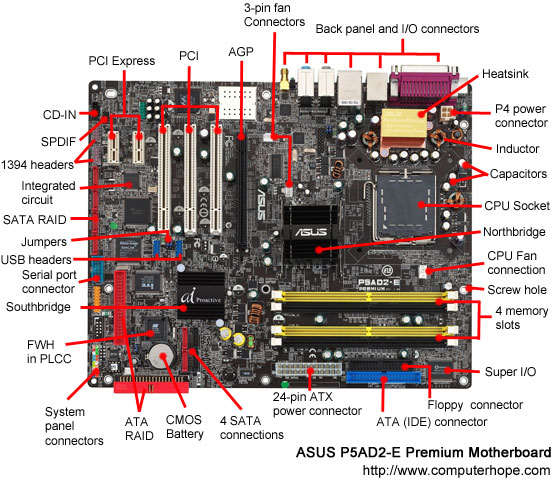 3-pin fan
Connectors
Back panel and I/O connectors
PCI Express
PCI
AGP
Heatsink
CD-IN
P4 power
connector
SPDIF
Inductor
1394 headers
Capacitors
Integrated
circuit
CPU Socket
SATA RAID
Northbridge
Jumpers
USB headers
CPU Fan
connection
Serial port
connector
Screw hole
Southbridge
4 memory
slots
FWH
in PLCC
Super I/O
System
panel
connectors
ATA
RAID
CMOS
Battery
4 SATA
connections
24-pin ATX
power connector
Floppy connector
ATA (IDE) connector
ASUS
ASUS
P5AD2-E
PREMIUM
ai
Proactive
ASUS P5AD2-E Premium Motherboard
http://www.computerhope.com